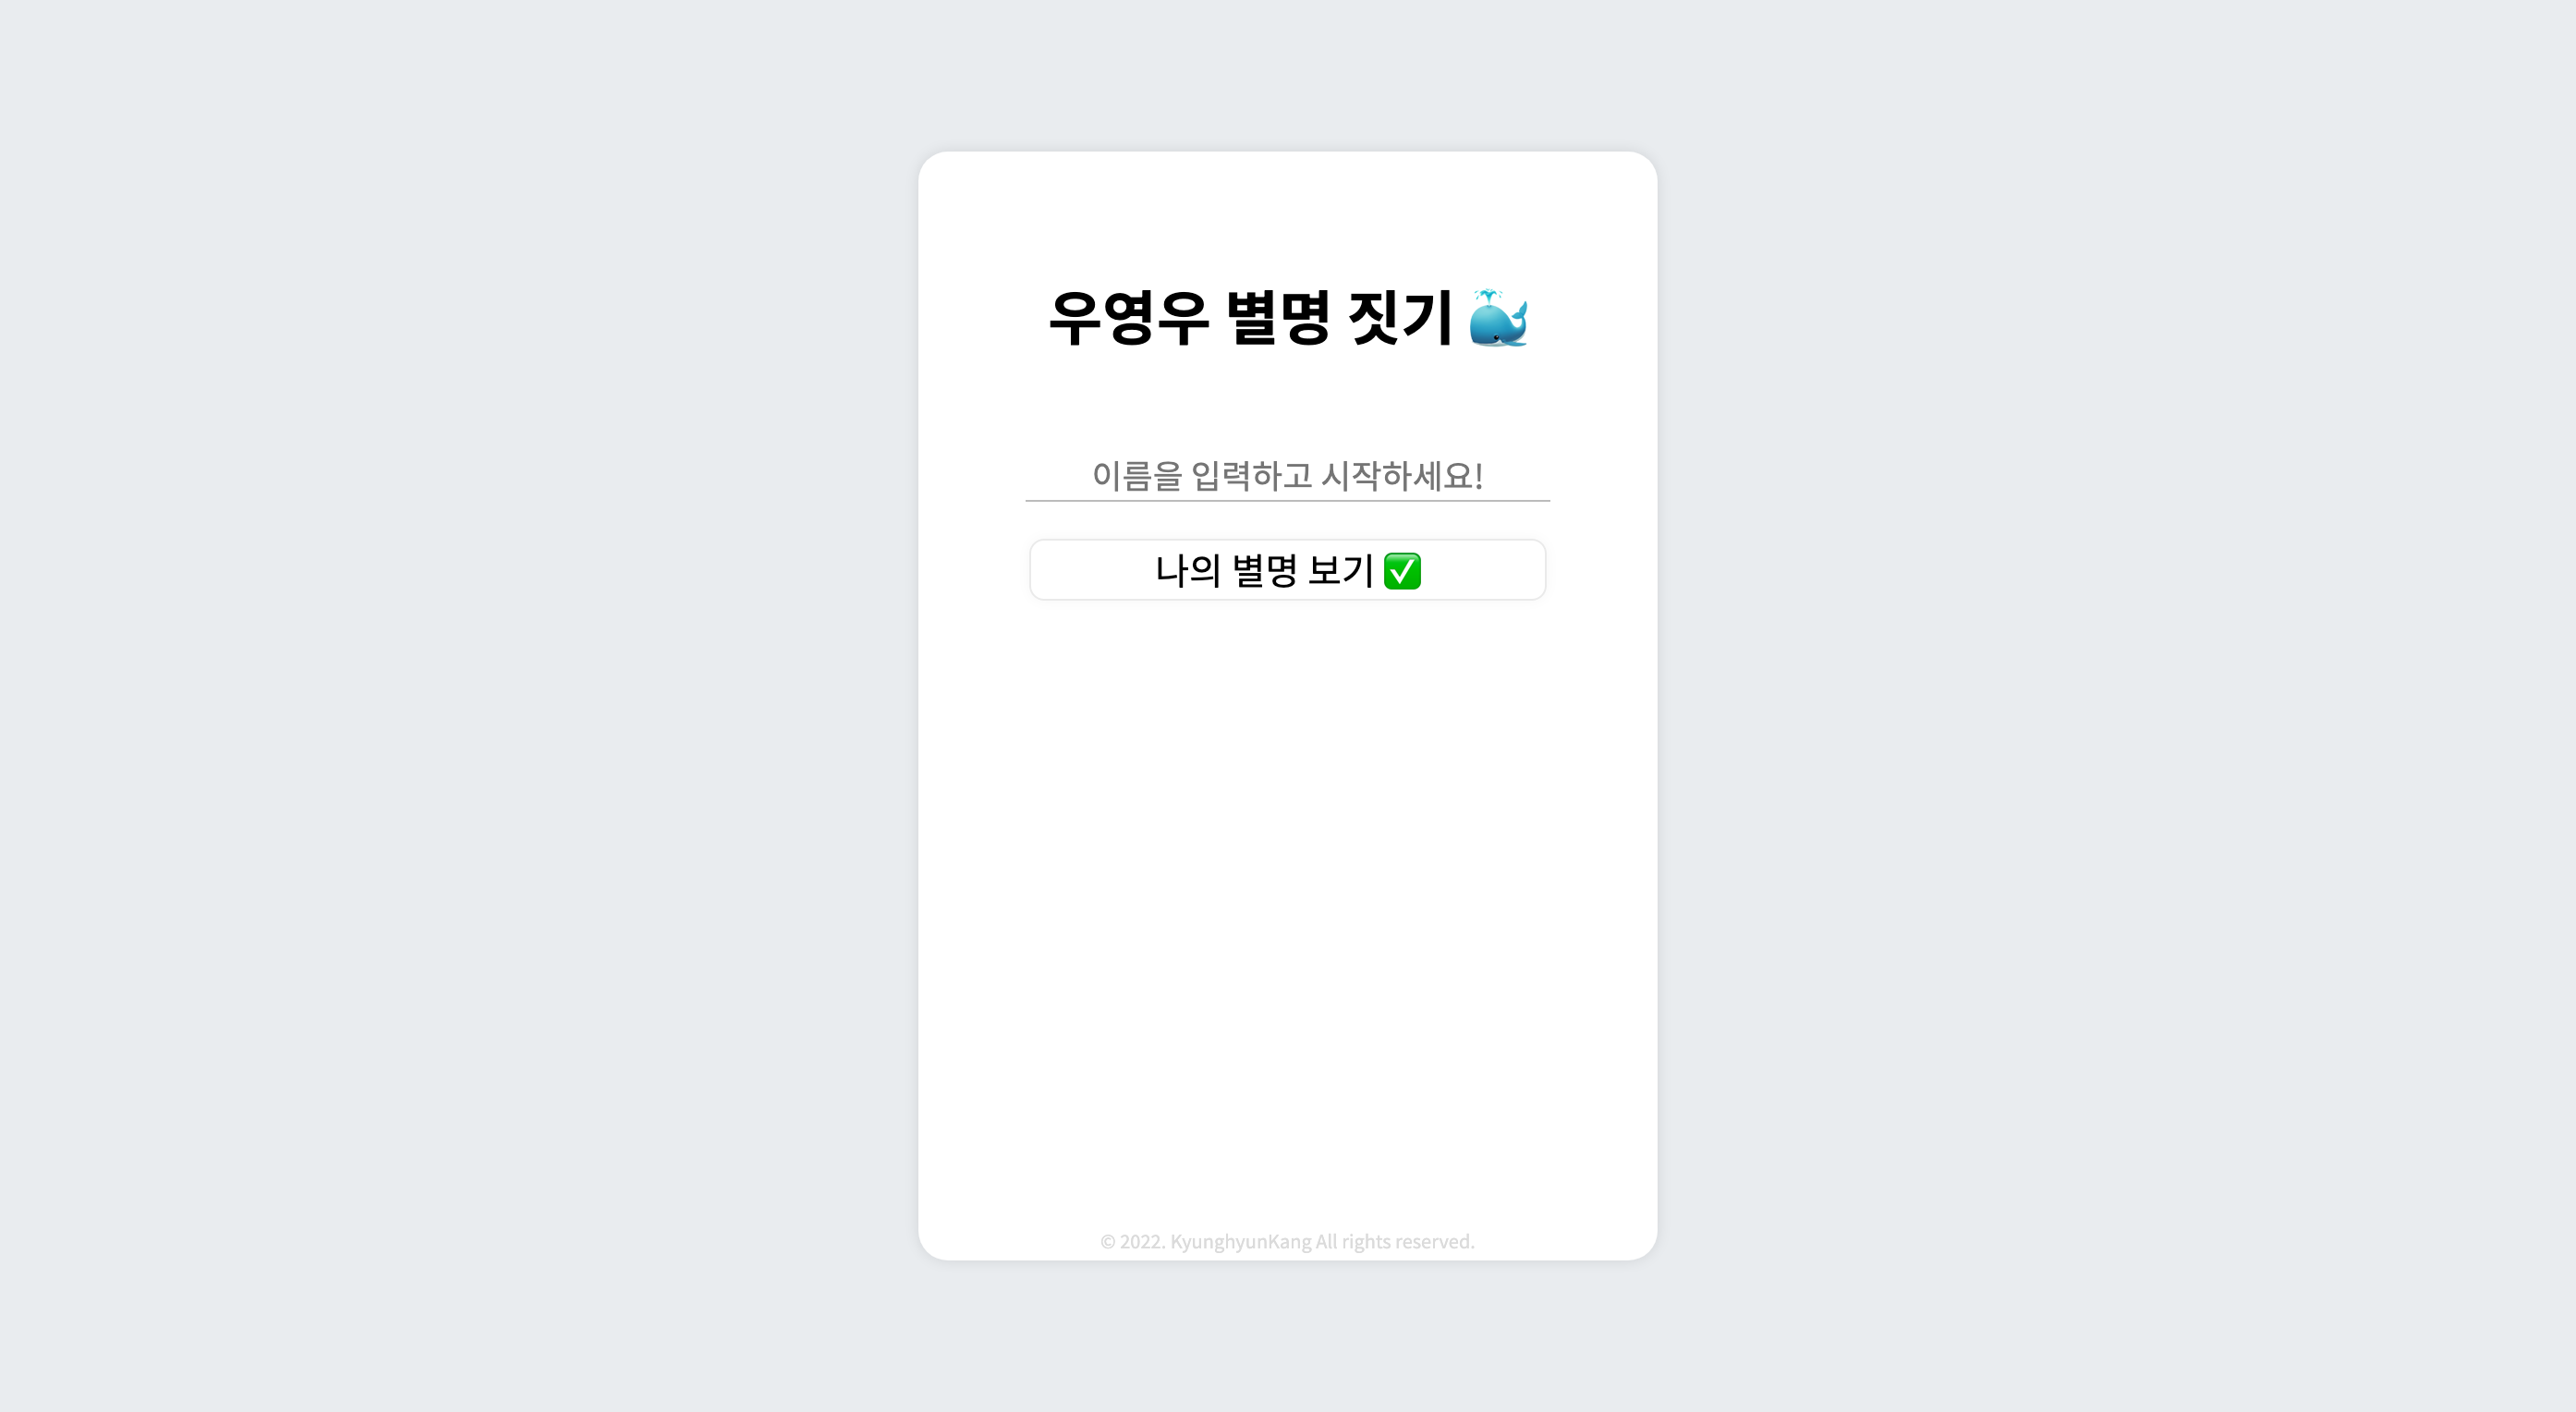 우영우 별명 짓기 🐳
이름을 입력하고 시작하세요!
나의 별명 보기 ✅
© 2022. KyunghyunKang All rights reserved.